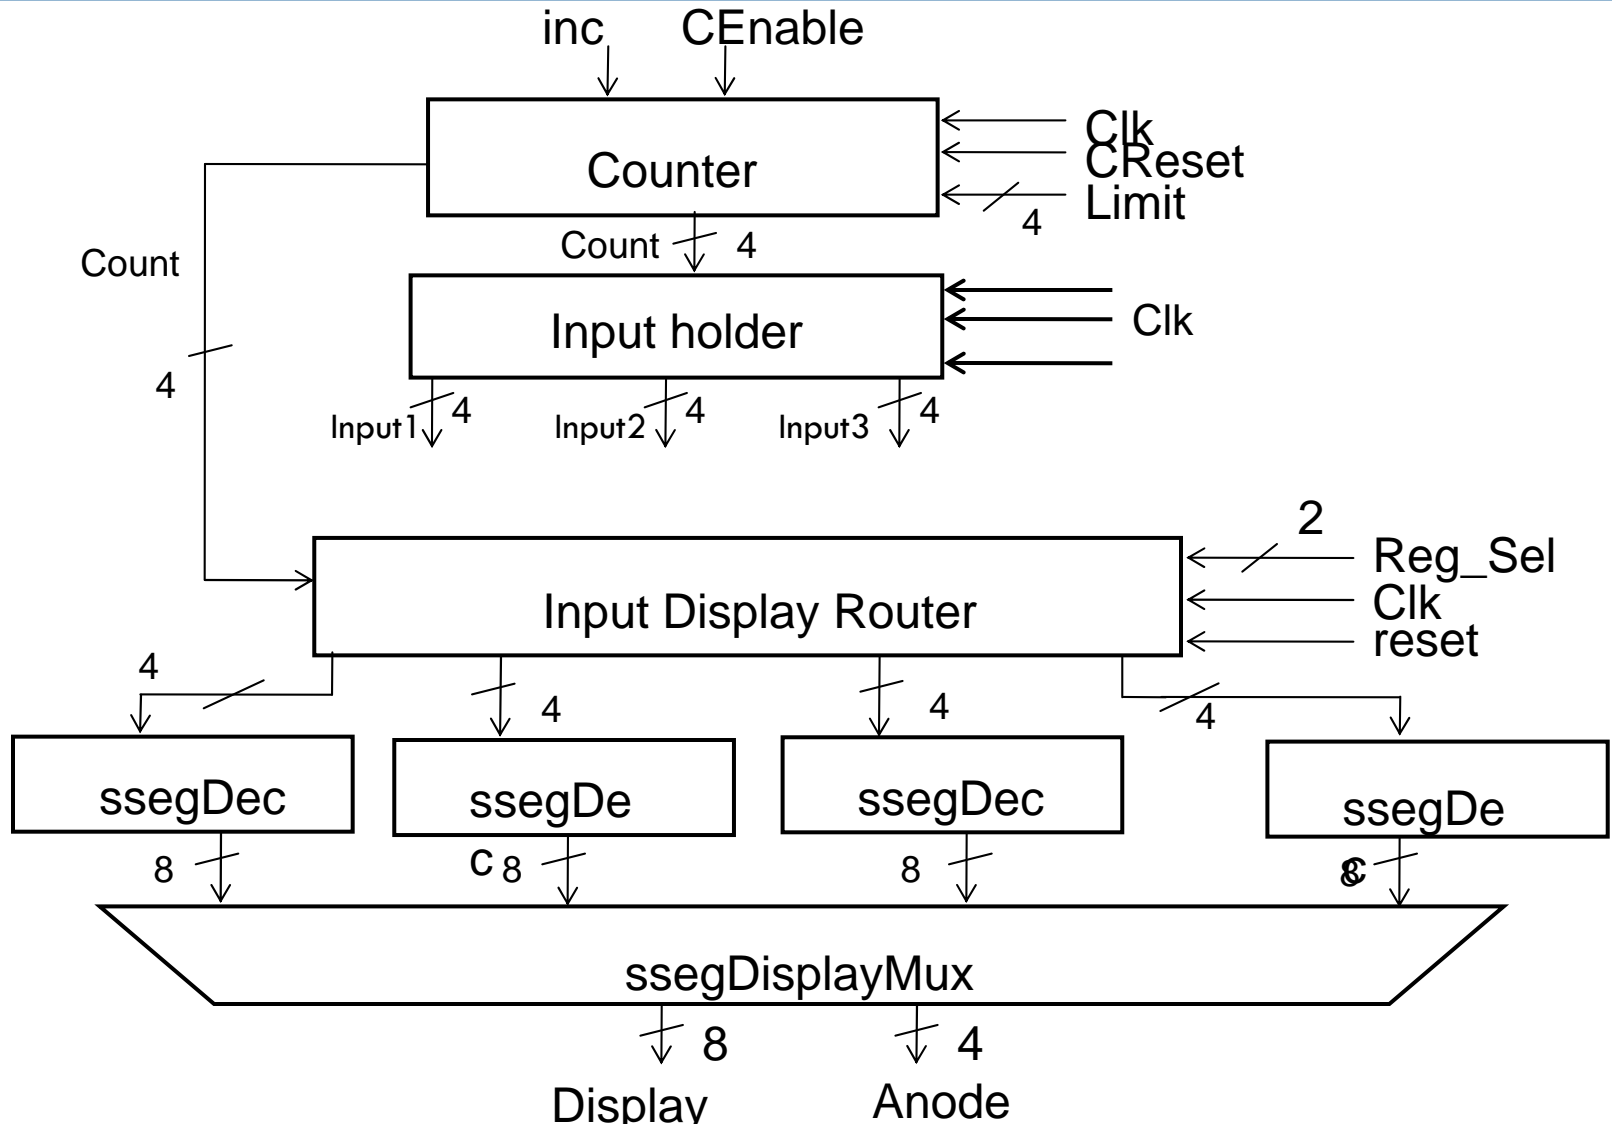 inc CEnable
Clk
CReset
Counter
Limit
4
Count 4
Count
Input holder
Clk
4
4 4 4
Input1 Input2 Input3
2
Reg_Sel
Input Display Router
Clk
reset
4
4 4 4
ssegDec ssegDe ssegDec ssegDe
8 c 8 8 8 c
ssegDisplayMux
8 4
Display Anode